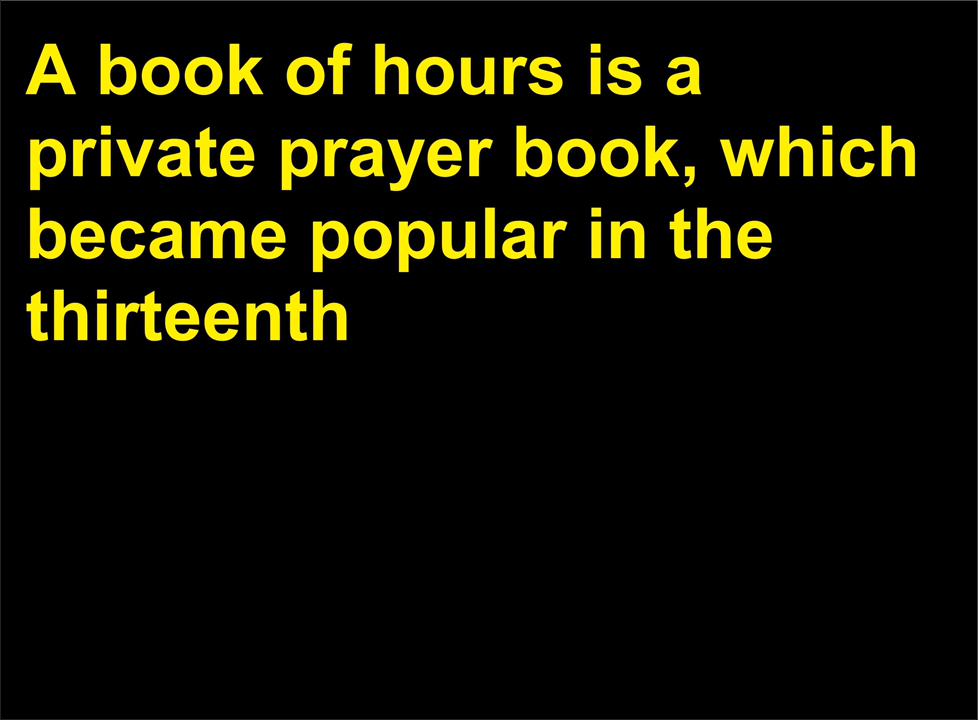 A book of hours is a
private prayer book, which
became popular in the
thirteenth